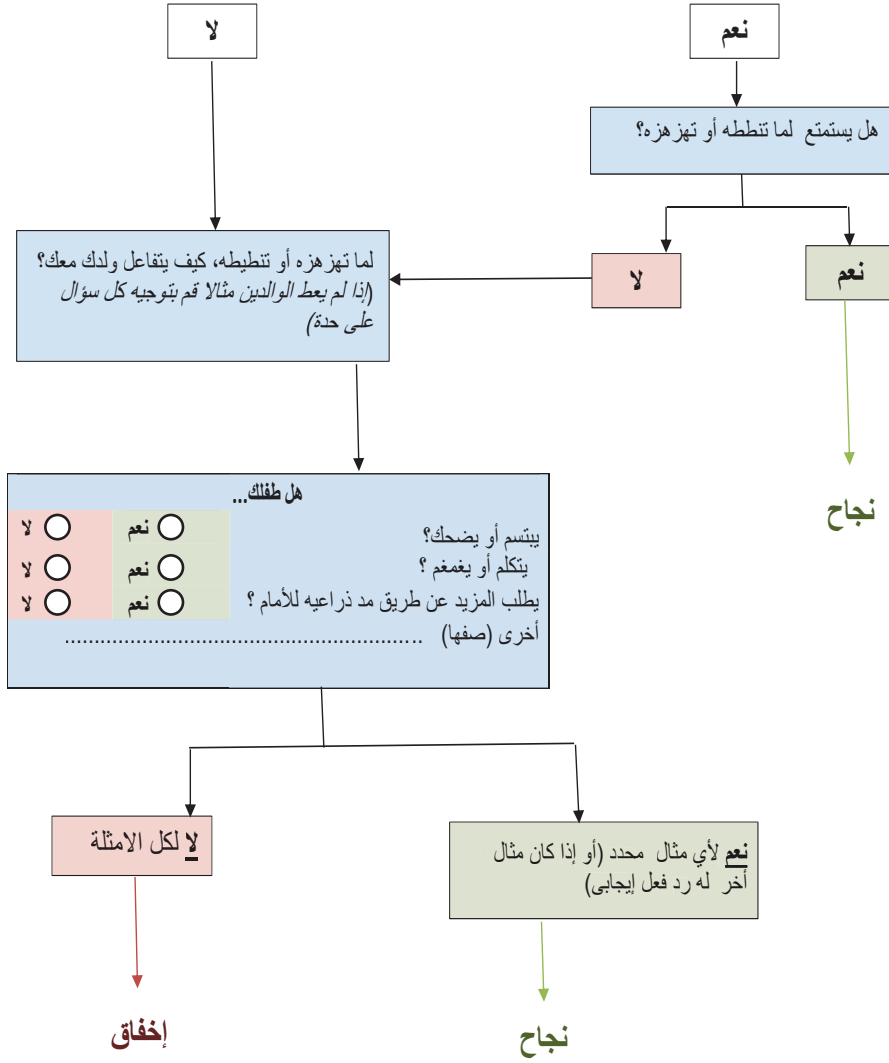 نعم
لا
هل يستمتع لما تنططه أو تهزهزه؟
نعم
لا
لما تهزهزه أو تنطيطه، كيف يتفاعل ولدك معك؟
(إذا لم يعط الوالدين مثالا قم بتوجيه كل سؤال
على حدة)
نجاح
هل طفلك...
يبتسم أو يضحك؟ نعم لا
يتكلم أو يغمغم ؟ نعم لا
يطلب المزيد عن طريق مد ذراعيه للأمام ؟ نعم لا
أخرى (صفها) .............................................................
نعم لأي مثال محدد (أو إذا كان مثال
أخر له رد فعل إيجابى)
لا لكل الامثلة
نجاح
إخفاق